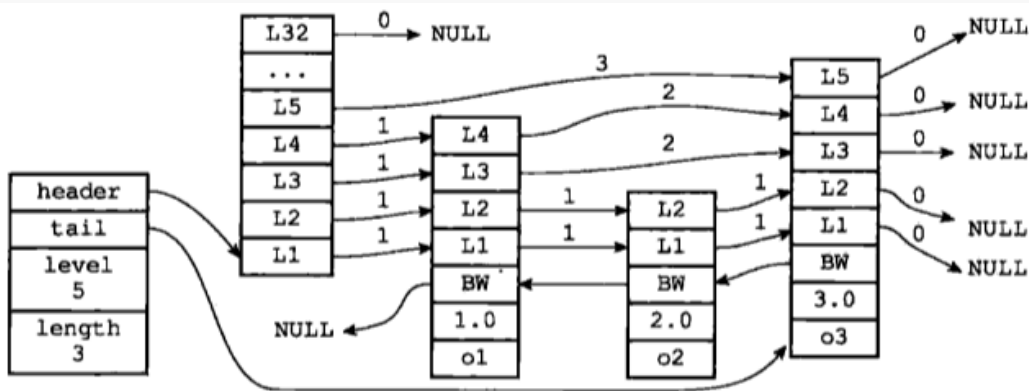 header
tail
level
5
length
3
L32
...
L5
L4
L3
L2
L1
0
NULL
3
1
1
1
1
L4
L3
L2
L1
BW
1.0
o1
NULL
2
2
1
1
L2
L1
BW
2.0
o2
1
1
L5
L4
L3
L2
L1
BW
3.0
o3
0
NULL
0
NULL
0
NULL
0
NULL
0
NULL